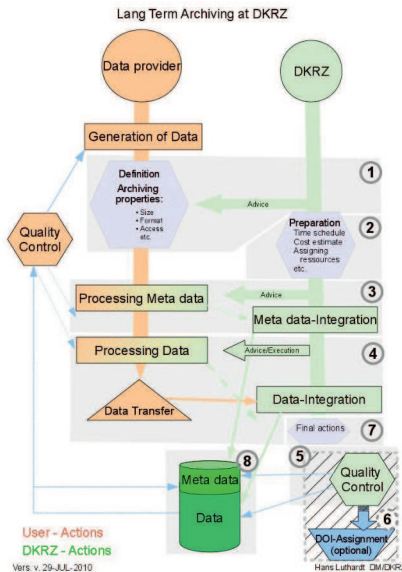 Lang Term Archiving at DKRZ
Data provider
DKRZ
Generation of Data
1
Definition
Archiving
properties:
• Size
• Format
• Access
etc.
Advice
2
Preparation
Time schedule
Cost estimate
Assigning
ressources
etc.
Quality
Control
3
Processing Meta data
Advice
Meta data-Integration
4
Processing Data
Advice/Execution
Data Transfer
Data-Integration
Final actions
7
8
5
Meta data
Data
Quality
Control
6
DOI-Assignment
(optional)
User - Actions
DKRZ - Actions
Vers. v. 29-JUL-2010
Hans Luthardt DM/DKRZ